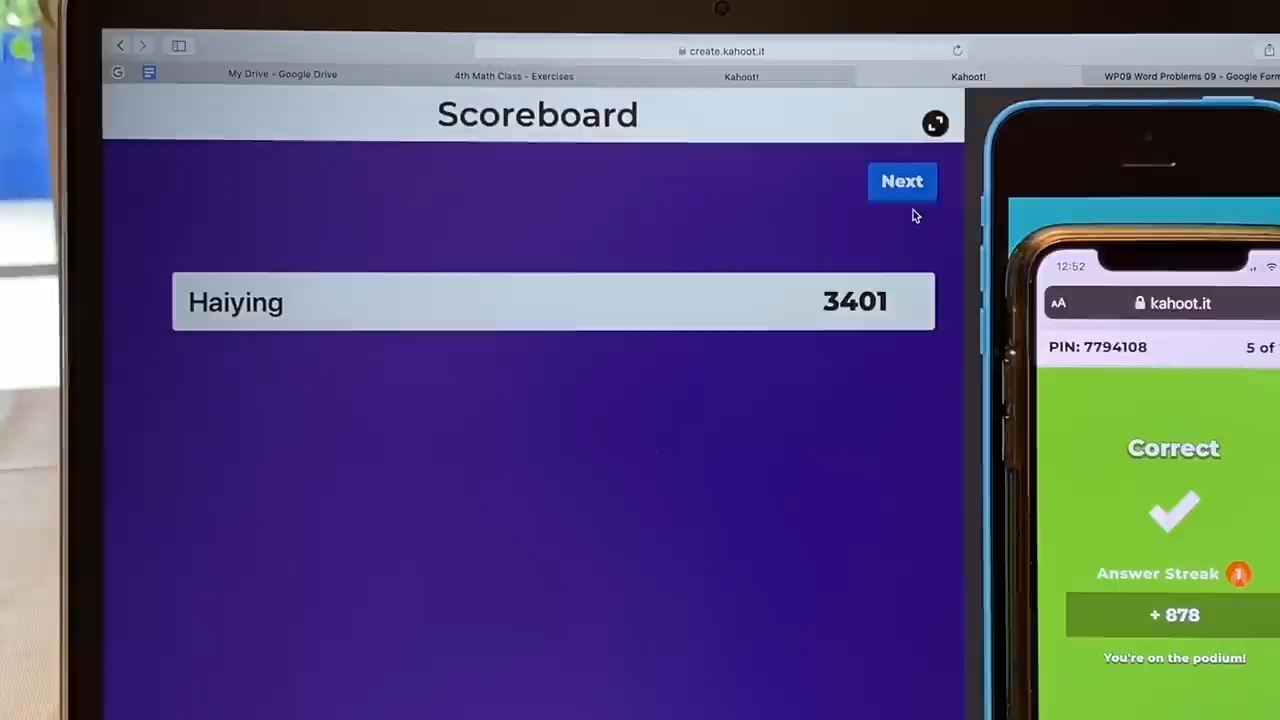 create.kahoot.it
My Drive - Google Drive
4th Math Class - Exercises
Kahoot!
Kahoot!
WP09 Word Problems 09 - Google Form
Scoreboard
Next
Haiying
3401
12:52
AA
kahoot.it
PIN: 7794108
5 of
Correct
Answer Streak 1
+ 878
You're on the podium!